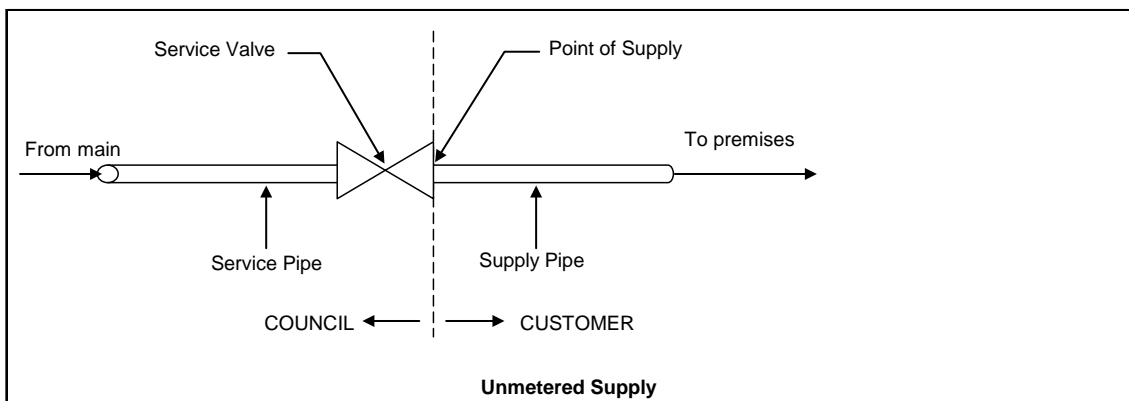 Service Valve
Point of Supply
From main
To premises
Service Pipe
Supply Pipe
COUNCIL
CUSTOMER
Unmetered Supply